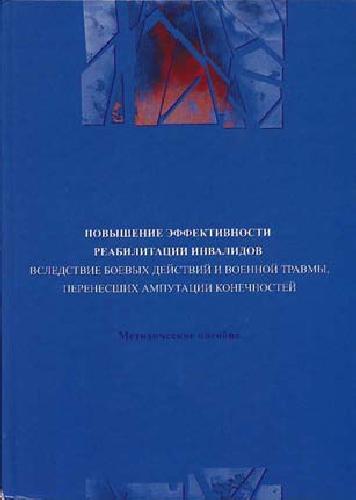 ПОВЫШЕНИЕ ЭФФЕКТИВНОСТИ
РЕАБИЛИТАЦИИ ИНВАЛИДОВ
ВСЛЕДСТВИЕ БОЕВЫХ ДЕЙСТВИЙ И ВОЕННОЙ ТРАВМЫ,
ПЕРЕНЕСШИХ АМПУТАЦИИ КОНЕЧНОСТЕЙ
Методическое пособие